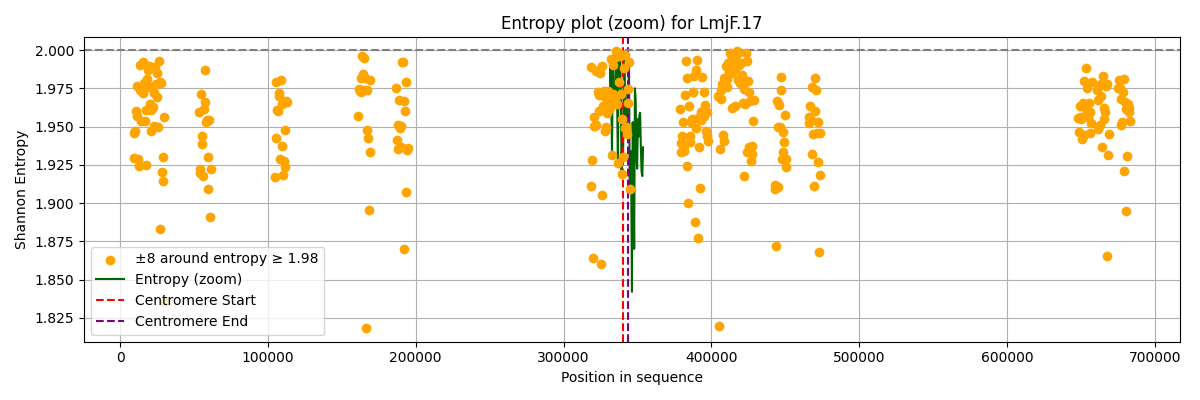 Entropy plot (zoom) for LmjF.17
Shannon Entropy
2.000
1.975
1.950
1.925
1.900
1.875
1.850
1.825
±8 around entropy ≥ 1.98
Entropy (zoom)
Centromere Start
Centromere End
0 100000 200000 300000 400000 500000 600000 700000
Position in sequence